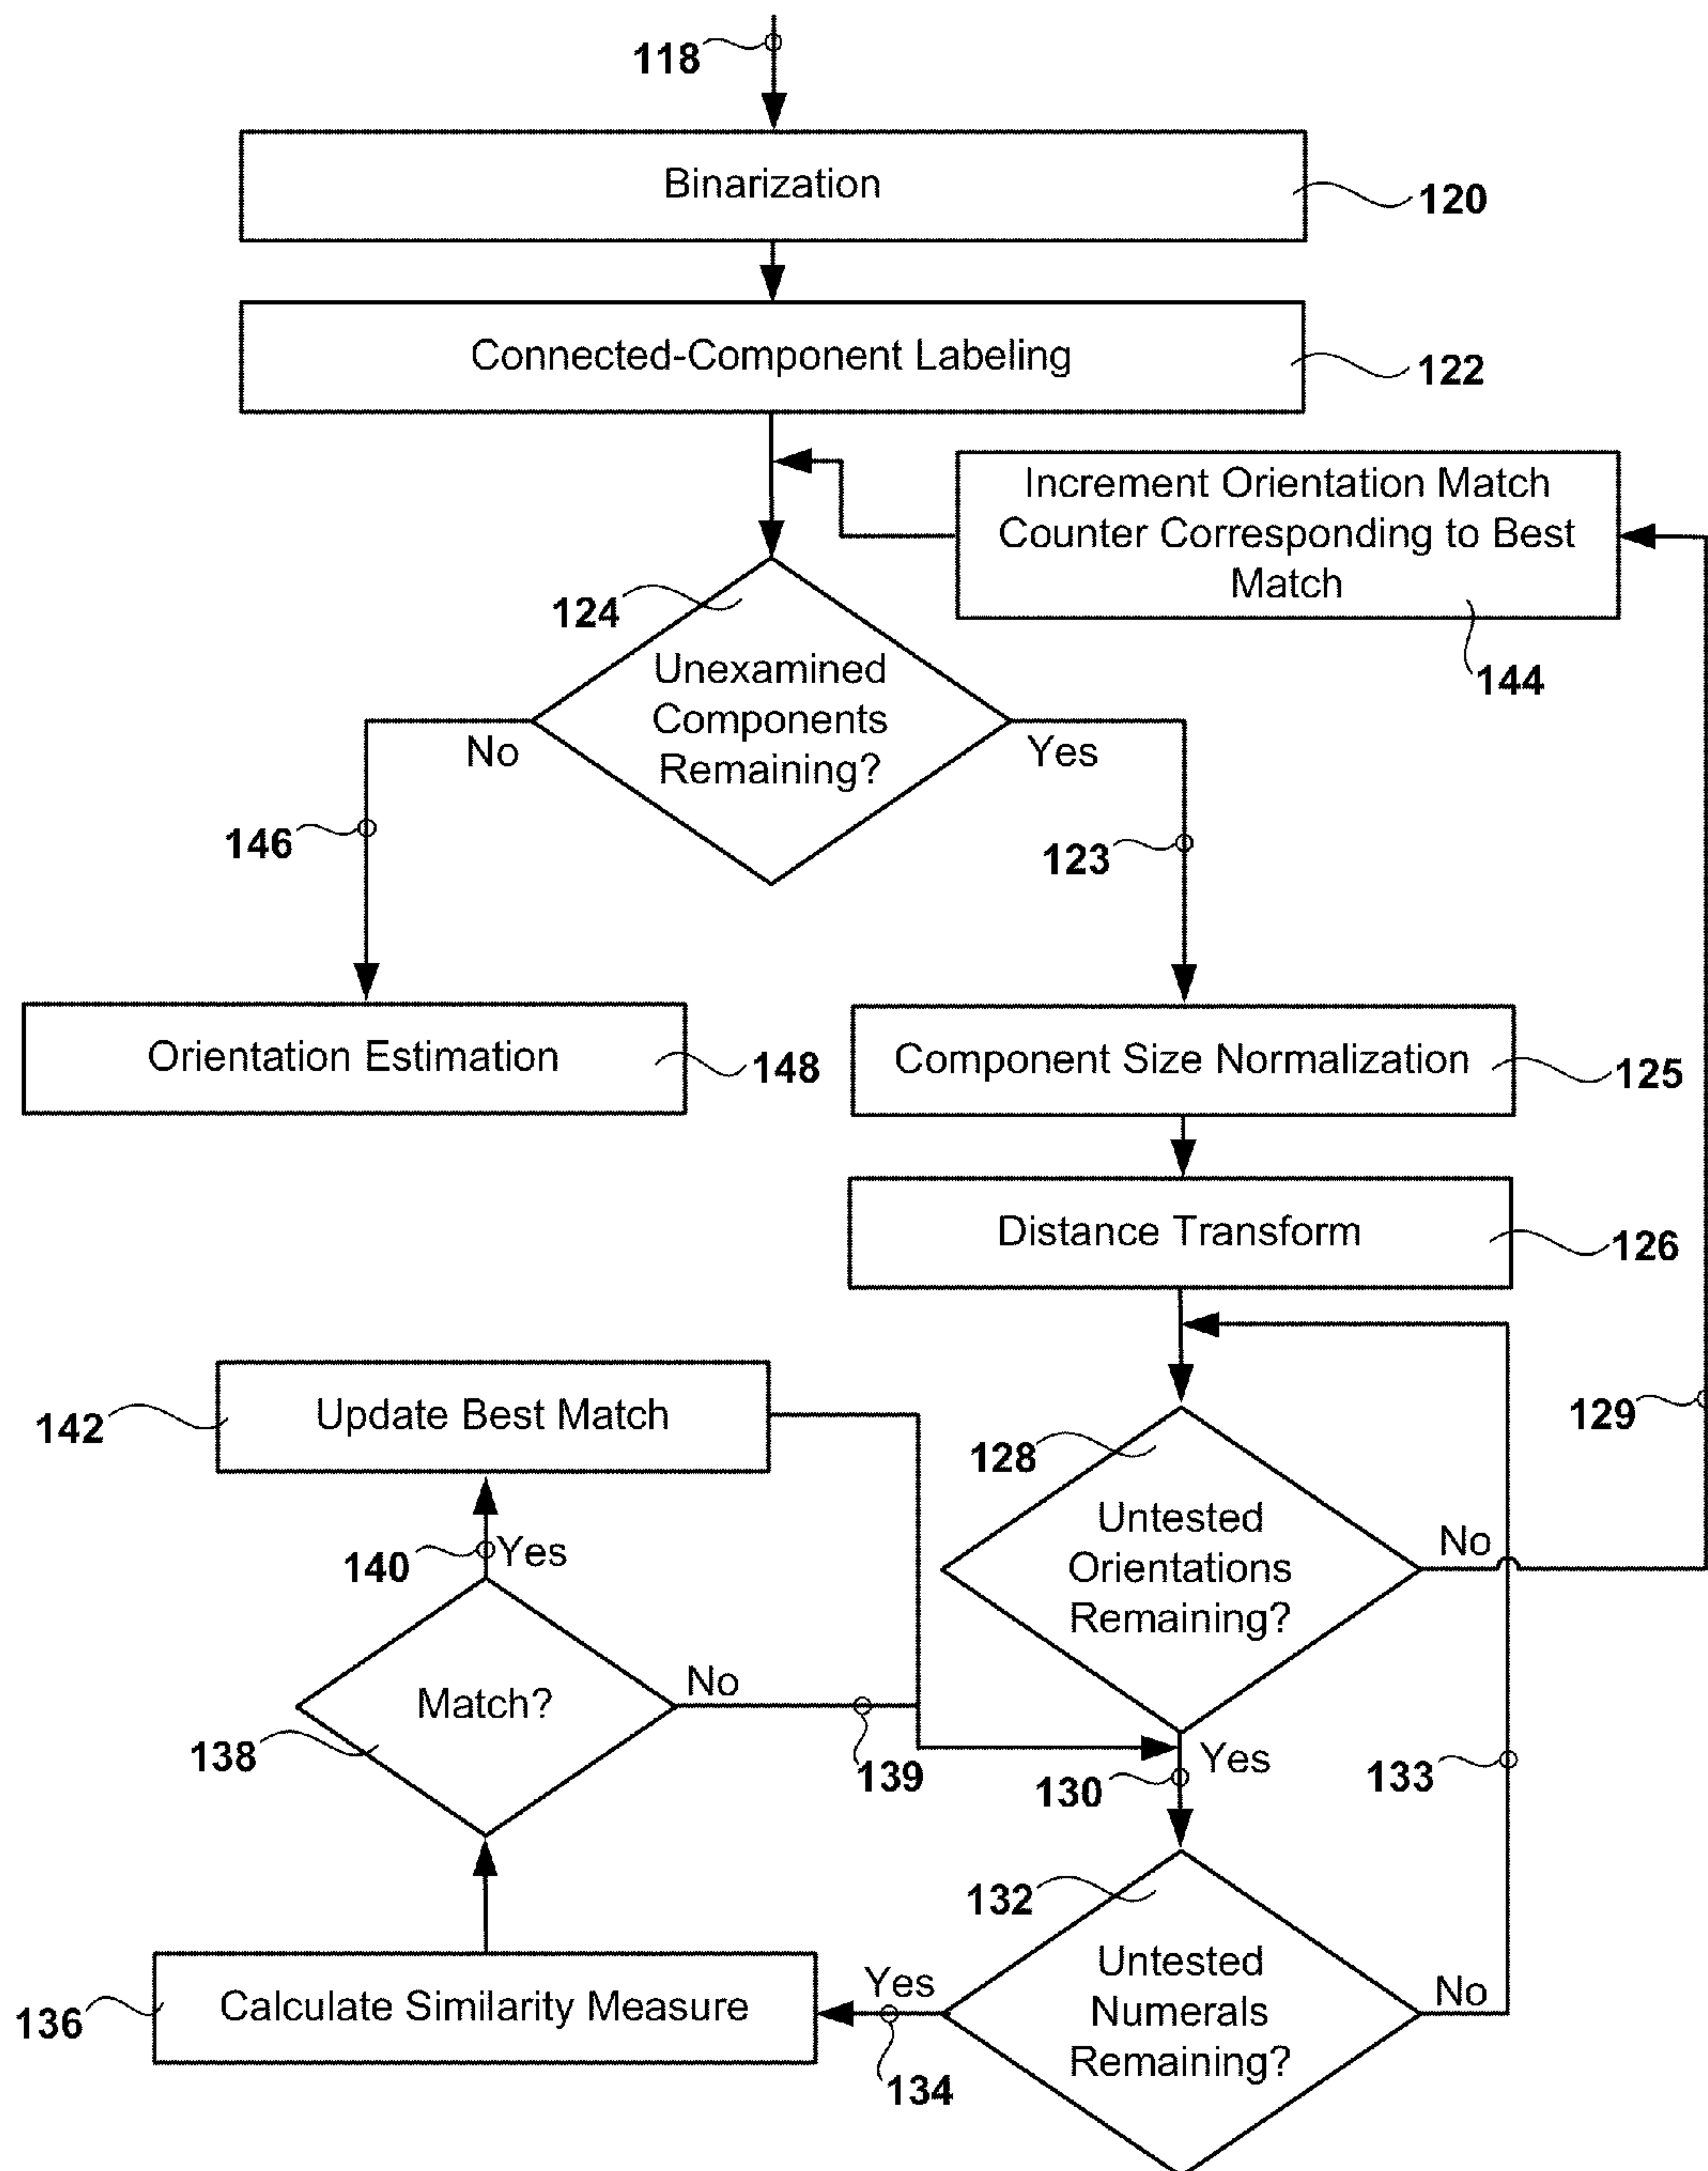 118
Binarization
120
Connected-Component Labeling
122
Increment Orientation Match
Counter Corresponding to Best
Match
144
124
Unexamined
Components
Remaining?
No
Yes
146
123
Orientation Estimation
148
Component Size Normalization
125
Distance Transform
126
142
Update Best Match
129
128
Untested
Orientations
Remaining?
No
140
Yes
Match?
No
138
139
Yes
130
133
132
Untested
Numerals
Remaining?
Yes
No
136
Calculate Similarity Measure
134